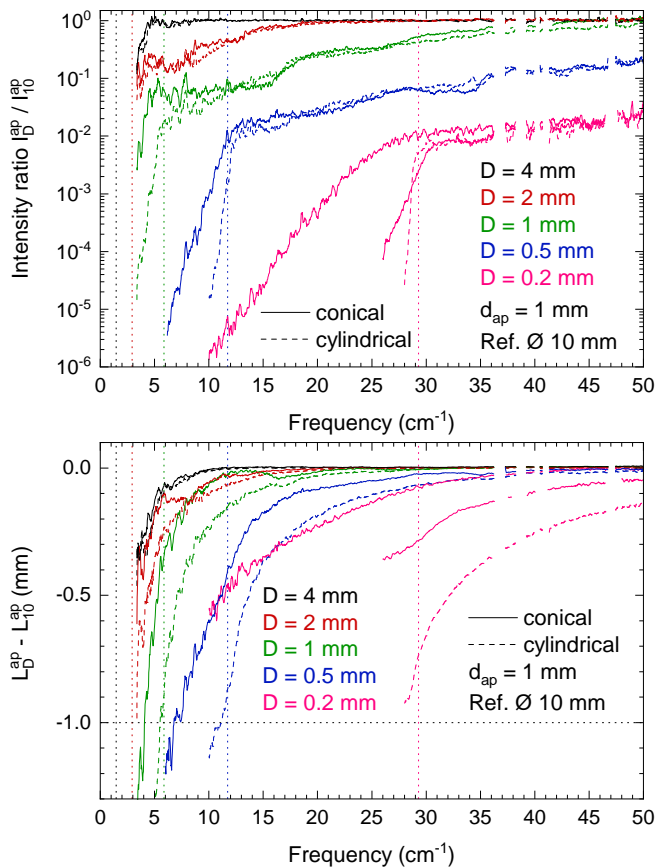 10⁰
10⁻¹
10⁻²
10⁻³
10⁻⁴
10⁻⁵
10⁻⁶
Intensity ratio I_D^ap / I_10^ap
D = 4 mm
D = 2 mm
D = 1 mm
D = 0.5 mm
D = 0.2 mm
conical
cylindrical
d_ap = 1 mm
Ref. Ø 10 mm
0 5 10 15 20 25 30 35 40 45 50
Frequency (cm⁻¹)
0.0
-0.5
-1.0
L_D^ap - L_10^ap (mm)
D = 4 mm
D = 2 mm
D = 1 mm
D = 0.5 mm
D = 0.2 mm
conical
cylindrical
d_ap = 1 mm
Ref. Ø 10 mm
0 5 10 15 20 25 30 35 40 45 50
Frequency (cm⁻¹)